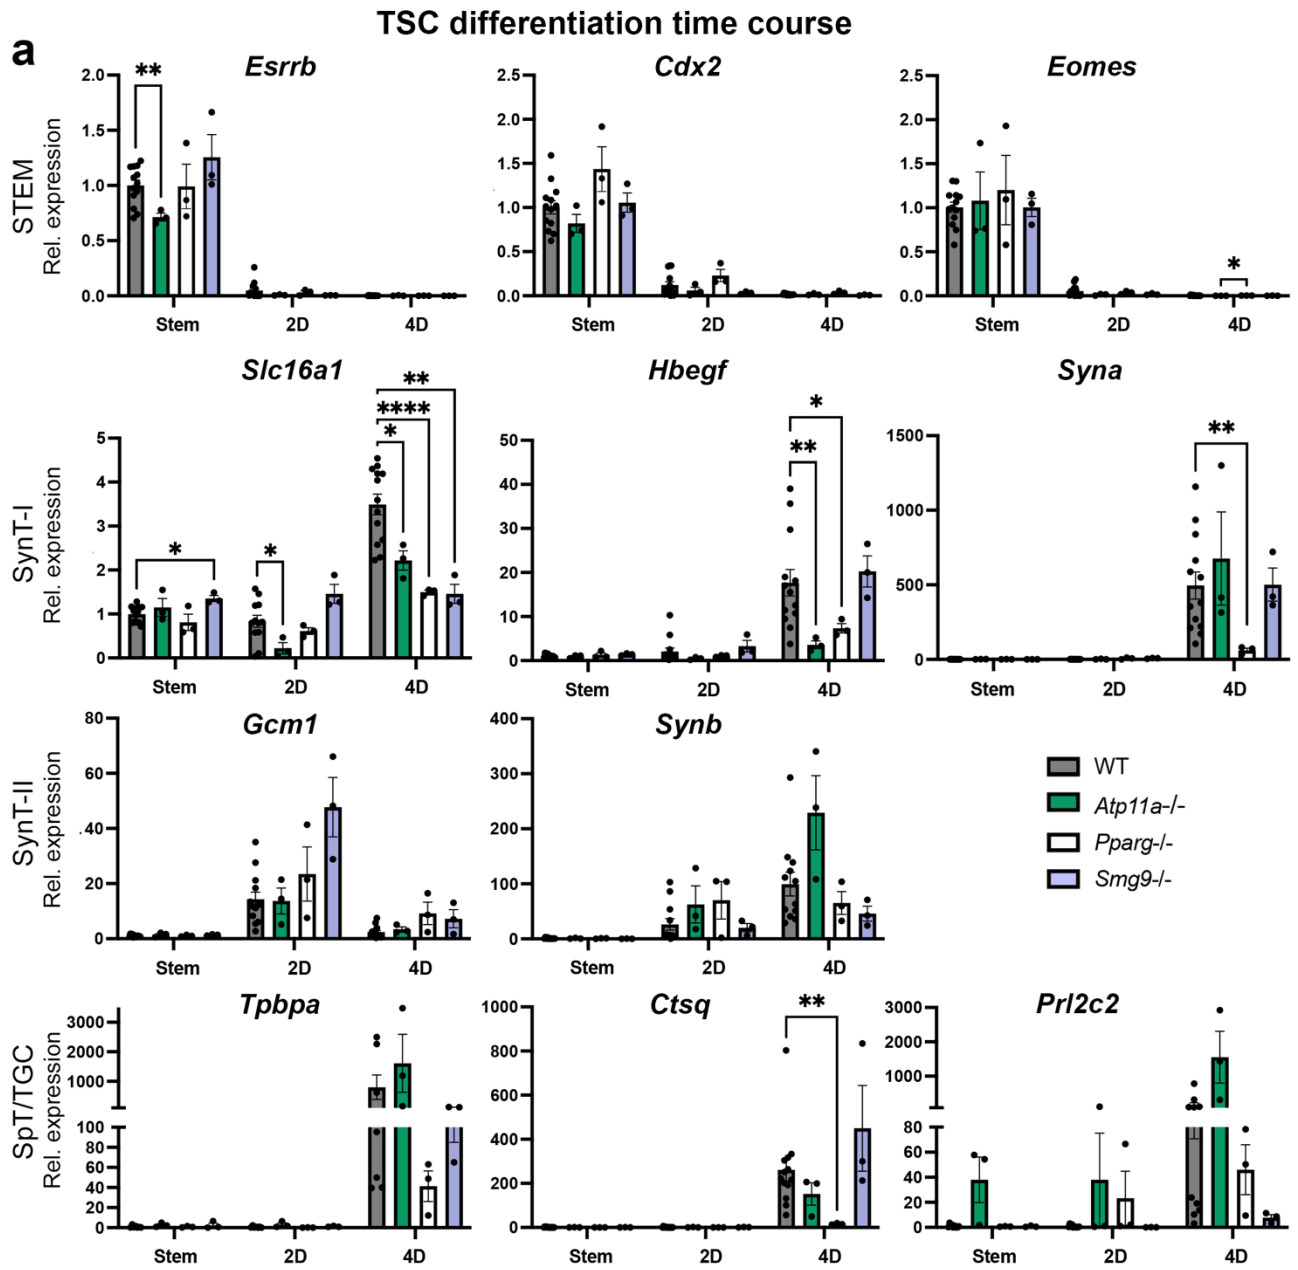 TSC differentiation time course
a
Esrrb
Cdx2
Eomes
STEM
Rel. expression
2.0
1.5
1.0
0.5
0.0
**
Stem
2D
4D
2.5
2.0
1.5
1.0
0.5
0.0
Stem
2D
4D
2.5
2.0
1.5
1.0
0.5
0.0
*
Stem
2D
4D
Slc16a1
Hbegf
Syna
SynT-I
Rel. expression
5
4
3
2
1
0
*
*
**
****
*
Stem
2D
4D
50
40
30
20
10
0
*
**
Stem
2D
4D
1500
1000
500
0
**
Stem
2D
4D
Gcm1
Synb
SynT-II
Rel. expression
80
60
40
20
0
Stem
2D
4D
400
300
200
100
0
Stem
2D
4D
WT
Atp11a-/-
Pparg-/-
Smg9-/-
Tpbpa
Ctsq
Prl2c2
SpT/TGC
Rel. expression
3000
2000
1000
100
80
60
40
20
0
Stem
2D
4D
1000
800
600
400
200
0
**
Stem
2D
4D
3000
2000
1000
80
60
40
20
0
Stem
2D
4D